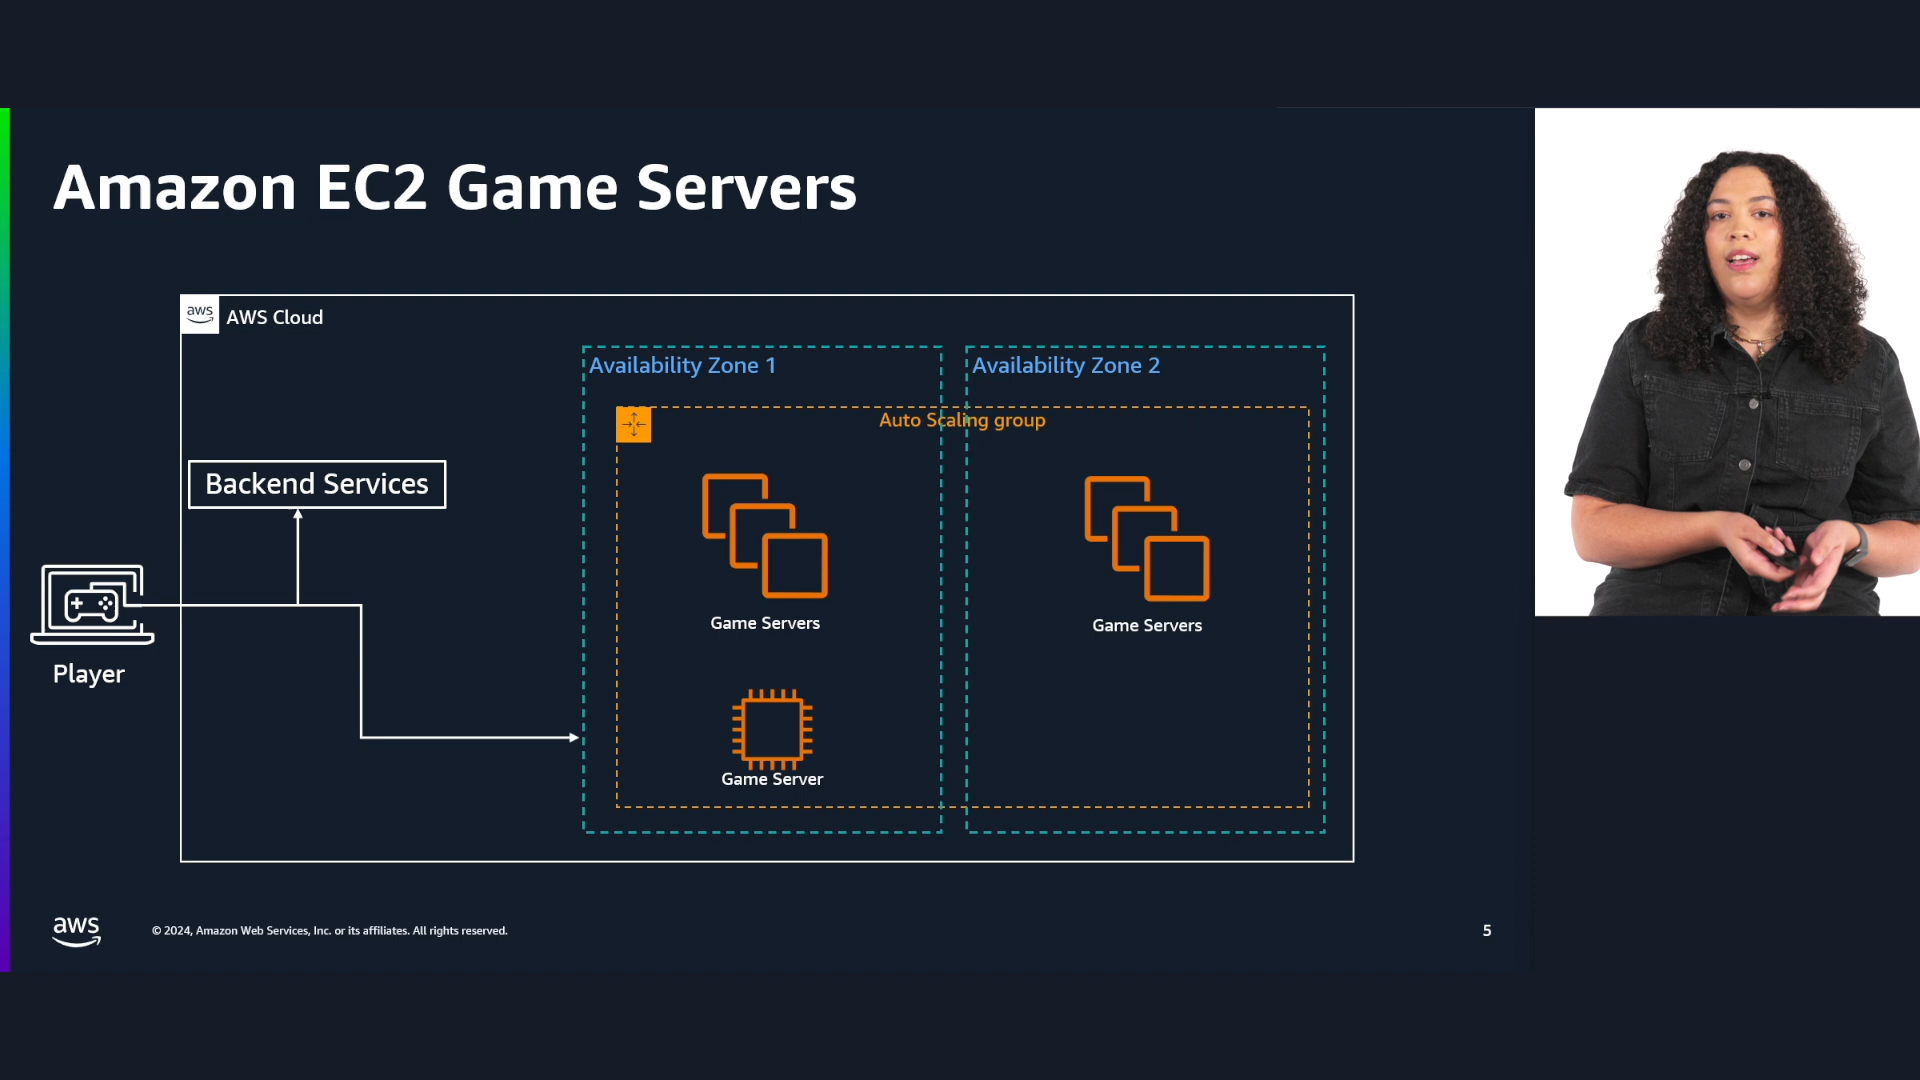 Amazon EC2 Game Servers
aws
AWS Cloud
Availability Zone 1
Availability Zone 2
Auto Scaling group
Backend Services
Game Servers
Game Servers
Player
Game Server
aws
© 2024, Amazon Web Services, Inc. or its affiliates. All rights reserved.
5